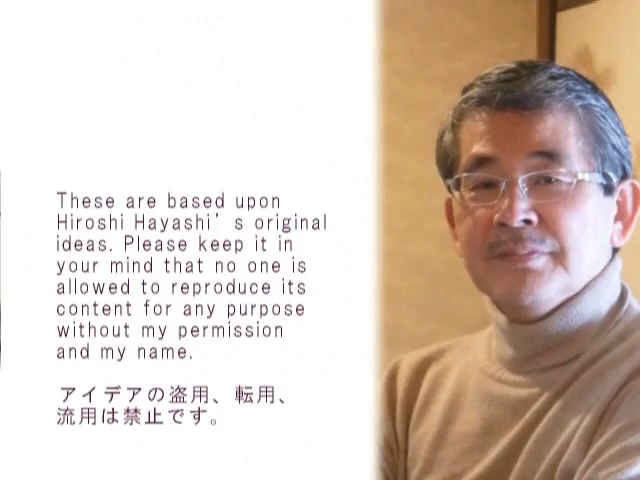 These are based upon
Hiroshi Hayashi's original
ideas. Please keep it in
your mind that no one is
allowed to reproduce its
content for any purpose
without my permission
and my name.
アイデアの盗用、転用、
流用は禁止です。